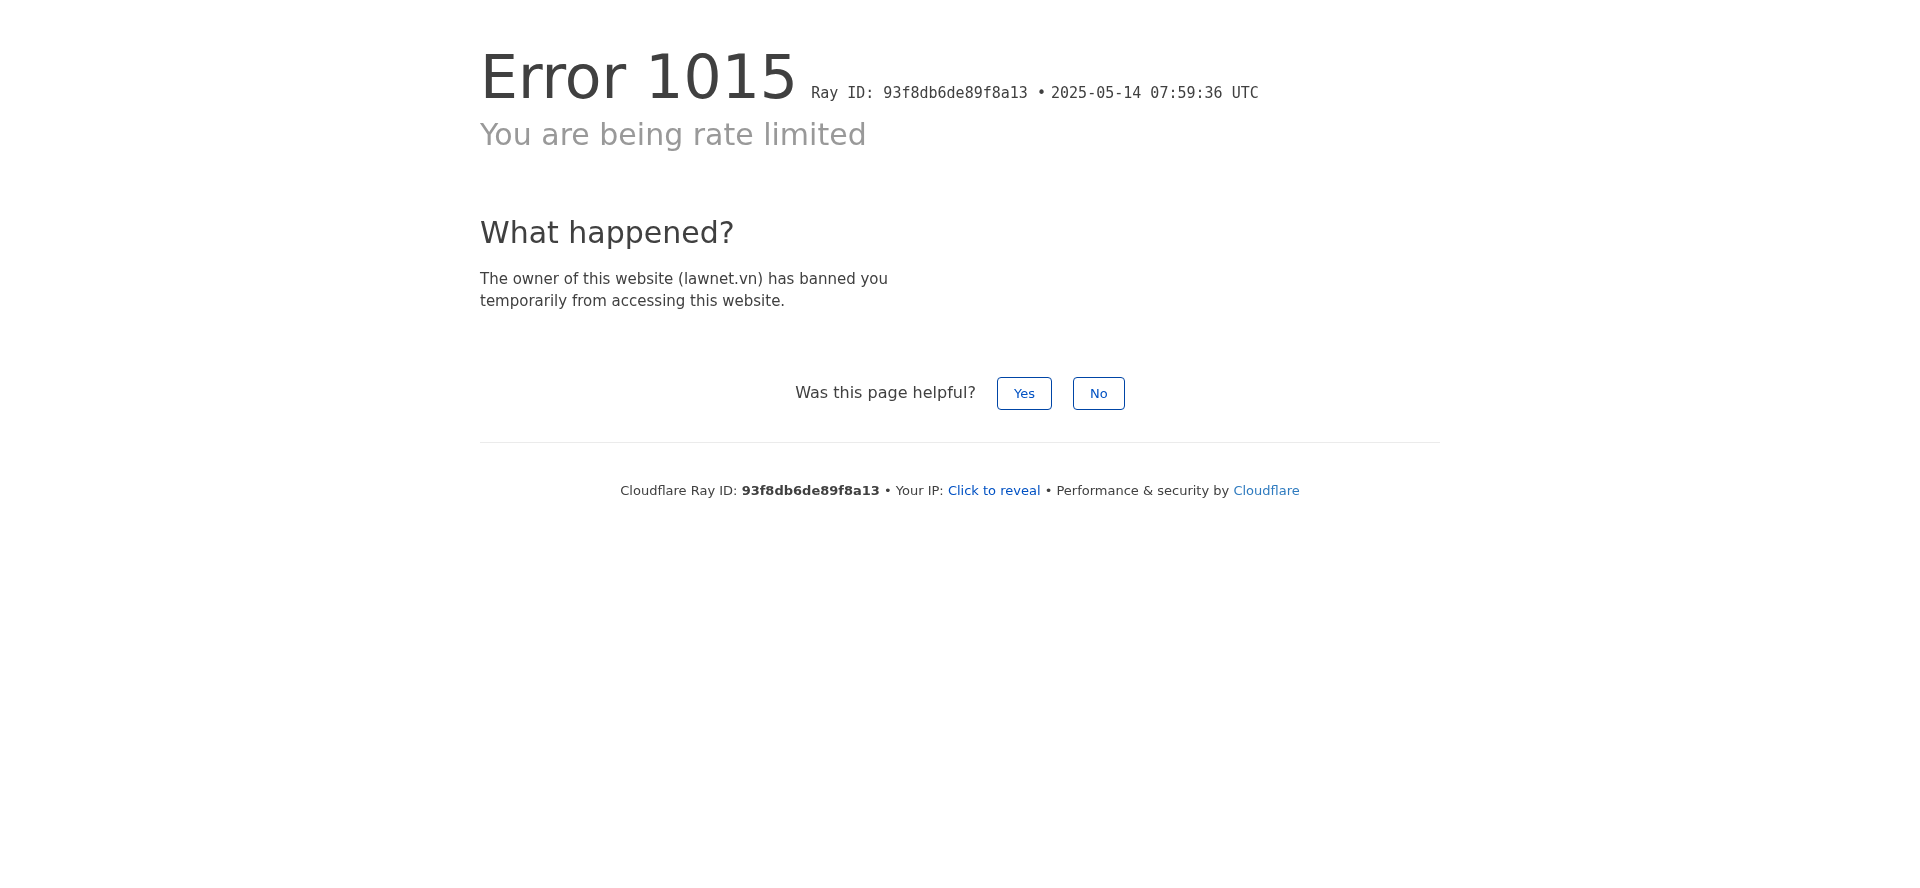 Error 1015 Ray ID: 93f8db6de89f8a13 • 2025-05-14 07:59:36 UTC
You are being rate limited
What happened?
The owner of this website (lawnet.vn) has banned you
temporarily from accessing this website.
Was this page helpful? Yes No
Cloudflare Ray ID: 93f8db6de89f8a13 • Your IP: Click to reveal • Performance & security by Cloudflare